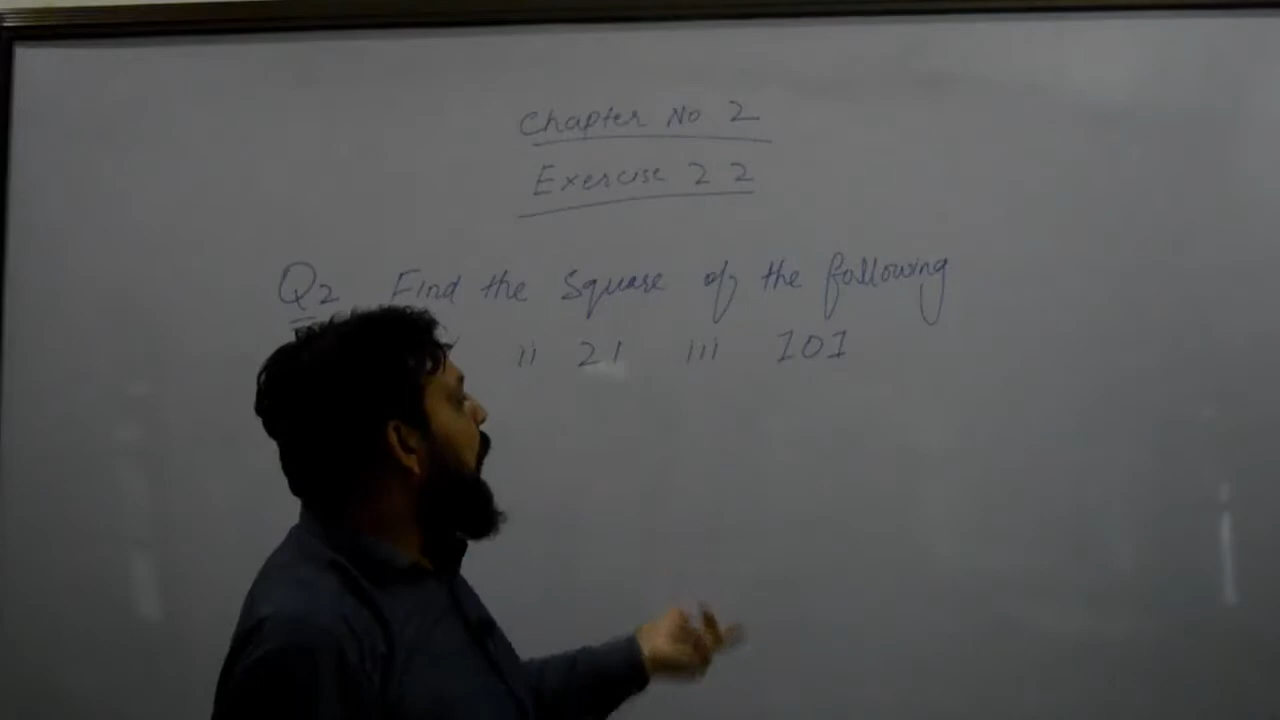 Chapter No 2
Exercise 2 2
Q2 Find the Square of the following
ii 21 iii 101